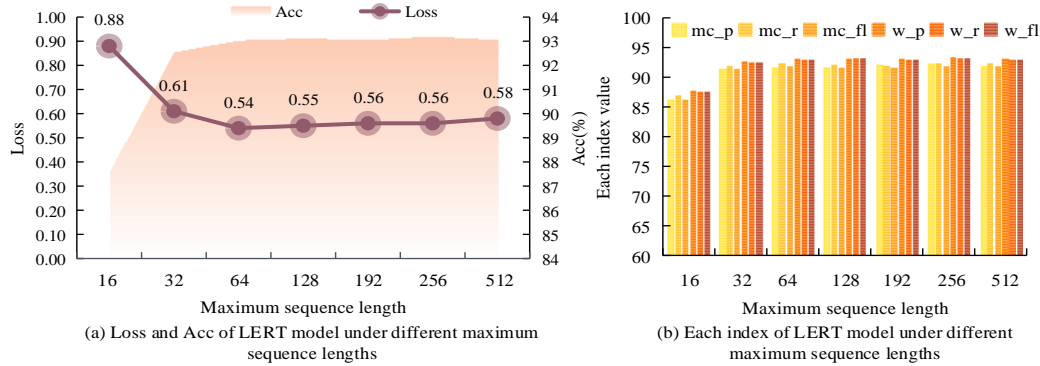 Acc Loss
1.00
0.90
0.80
0.70
0.60
0.50
0.40
0.30
0.20
0.10
0.00
Loss
0.88
0.61
0.54
0.55
0.56
0.56
0.58
94
93
92
91
90
89
88
87
86
85
84
Acc(%)
16 32 64 128 192 256 512
Maximum sequence length
(a) Loss and Acc of LERT model under different maximum
sequence lengths
mc_p mc_r mc_fl w_p w_r w_fl
100
95
90
85
80
75
70
65
60
Each index value
16 32 64 128 192 256 512
Maximum sequence length
(b) Each index of LERT model under different
maximum sequence lengths